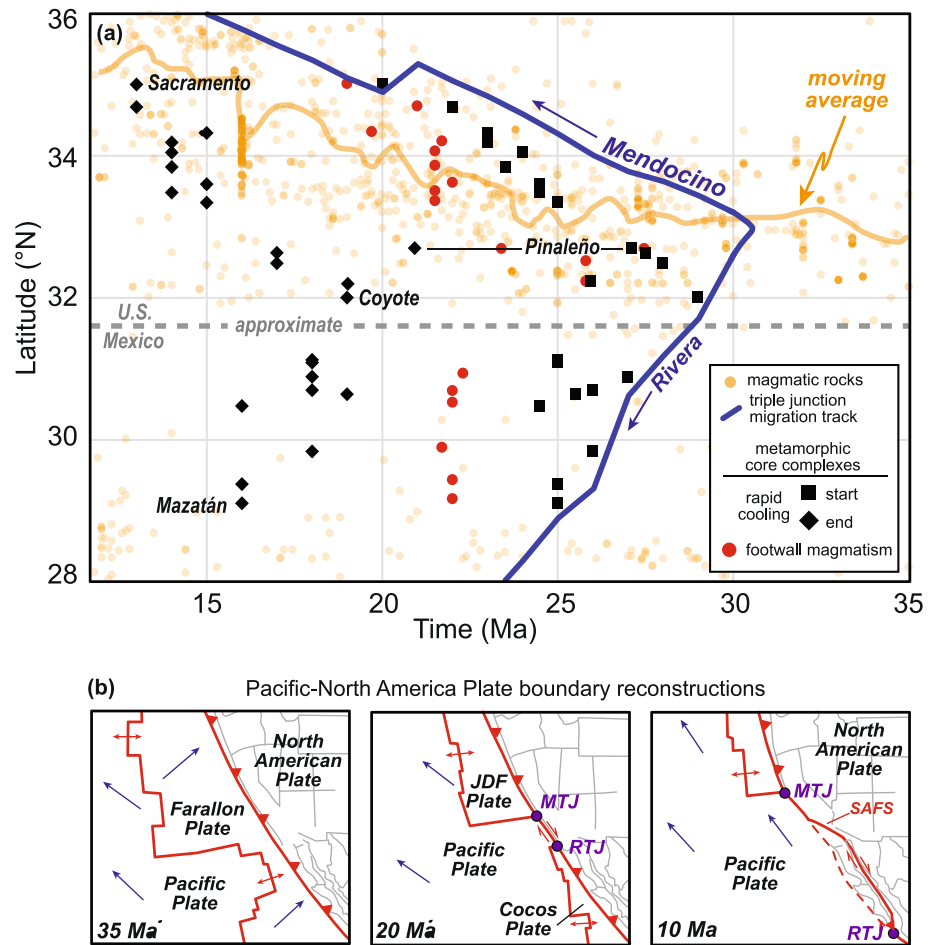 (a)
36
34
32
30
28
Latitude (°N)
Sacramento
moving
average
Mendocino
Pinaleño
Coyote
U.S.
Mexico
approximate
Rivera
Mazatán
magmatic rocks
triple junction
migration track
metamorphic
core complexes
rapid
cooling
start
end
footwall magmatism
15
20
25
30
35
Time (Ma)
(b)
Pacific-North America Plate boundary reconstructions
North
American
Plate
Farallon
Plate
Pacific
Plate
35 Ma
JDF
Plate
MTJ
RTJ
Pacific
Plate
Cocos
Plate
20 Ma
North
American
Plate
MTJ
SAFS
Pacific
Plate
RTJ
10 Ma